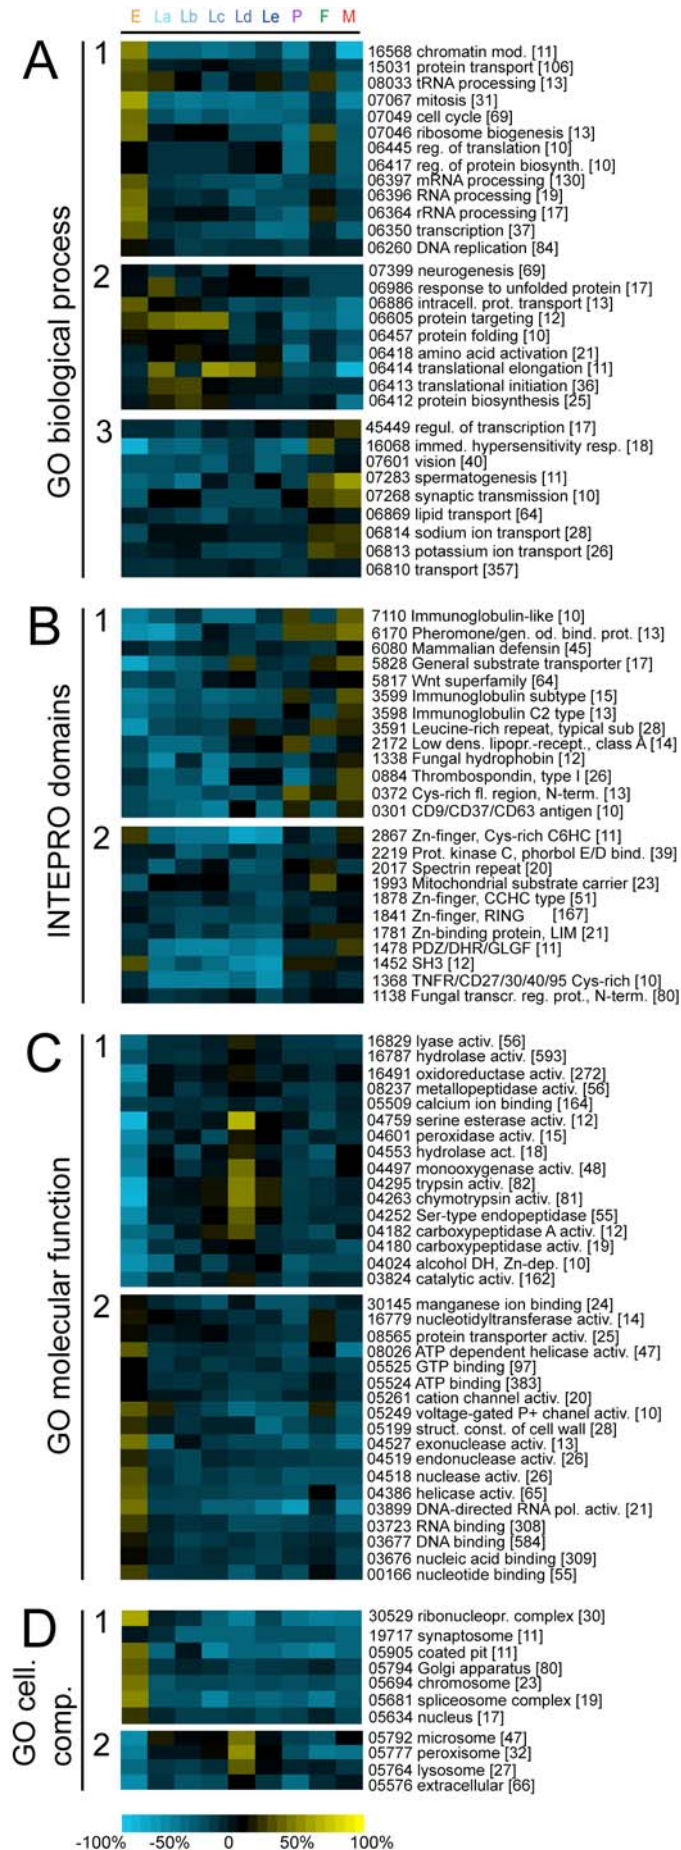 E La Lb Lc Ld Le P F M
A
GO biological process
1
16568 chromatin mod. [11]
15031 protein transport [106]
08033 tRNA processing [13]
07067 mitosis [31]
07049 cell cycle [69]
07046 ribosome biogenesis [13]
06445 reg. of translation [10]
06417 reg. of protein biosynth. [10]
06397 mRNA processing [130]
06396 RNA processing [19]
06364 rRNA processing [17]
06350 transcription [37]
06260 DNA replication [84]
2
07399 neurogenesis [69]
06986 response to unfolded protein [17]
06886 intracell. prot. transport [13]
06605 protein targeting [12]
06457 protein folding [10]
06418 amino acid activation [21]
06414 translational elongation [11]
06413 translational initiation [36]
06412 protein biosynthesis [25]
3
45449 regul. of transcription [17]
16068 immed. hypersensitivity resp. [18]
07601 vision [40]
07283 spermatogenesis [11]
07268 synaptic transmission [10]
06869 lipid transport [64]
06814 sodium ion transport [28]
06813 potassium ion transport [26]
06810 transport [357]
B
INTEPRO domains
1
7110 Immunoglobulin-like [10]
6170 Pheromone/gen. od. bind. prot. [13]
6080 Mammalian defensin [45]
5828 General substrate transporter [17]
5817 Wnt superfamily [64]
3599 Immunoglobulin subtype [15]
3598 Immunoglobulin C2 type [13]
3591 Leucine-rich repeat, typical sub [28]
2172 Low dens. lipopr.-recept., class A [14]
1338 Fungal hydrophobin [12]
0884 Thrombospondin, type I [26]
0372 Cys-rich fl. region, N-term. [13]
0301 CD9/CD37/CD63 antigen [10]
2
2867 Zn-finger, Cys-rich C6HC [11]
2219 Prot. kinase C, phorbol E/D bind. [39]
2017 Spectrin repeat [20]
1993 Mitochondrial substrate carrier [23]
1878 Zn-finger, CCHC type [51]
1841 Zn-finger, RING [167]
1781 Zn-binding protein, LIM [21]
1478 PDZ/DHR/GLGF [11]
1452 SH3 [12]
1368 TNFR/CD27/30/40/95 Cys-rich [10]
1138 Fungal transcr. reg. prot., N-term. [80]
C
GO molecular function
1
16829 lyase activ. [56]
16787 hydrolase activ. [593]
16491 oxidoreductase activ. [272]
08237 metallopeptidase activ. [56]
05509 calcium ion binding [164]
04759 serine esterase activ. [12]
04601 peroxidase activ. [15]
04553 hydrolase act. [18]
04497 monooxygenase activ. [48]
04295 trypsin activ. [82]
04263 chymotrypsin activ. [81]
04252 Ser-type endopeptidase [55]
04182 carboxypeptidase A activ. [12]
04180 carboxypeptidase activ. [19]
04024 alcohol DH, Zn-dep. [10]
03824 catalytic activ. [162]
2
30145 manganese ion binding [24]
16779 nucleotidyltransferase activ. [14]
08565 protein transporter activ. [25]
08026 ATP dependent helicase activ. [47]
05525 GTP binding [97]
05524 ATP binding [383]
05261 cation channel activ. [20]
05249 voltage-gated P+ chanel activ. [10]
05199 struct. const. of cell wall [28]
04527 exonuclease activ. [13]
04519 endonuclease activ. [26]
04518 nuclease activ. [26]
04386 helicase activ. [65]
03899 DNA-directed RNA pol. activ. [21]
03723 RNA binding [308]
03677 DNA binding [584]
03676 nucleic acid binding [309]
00166 nucleotide binding [55]
D
GO cell.
comp.
1
30529 ribonucleopr. complex [30]
19717 synaptosome [11]
05905 coated pit [11]
05794 Golgi apparatus [80]
05694 chromosome [23]
05681 spliceosome complex [19]
05634 nucleus [17]
2
05792 microsome [47]
05777 peroxisome [32]
05764 lysosome [27]
05576 extracellular [66]
-100% -50% 0 50% 100%